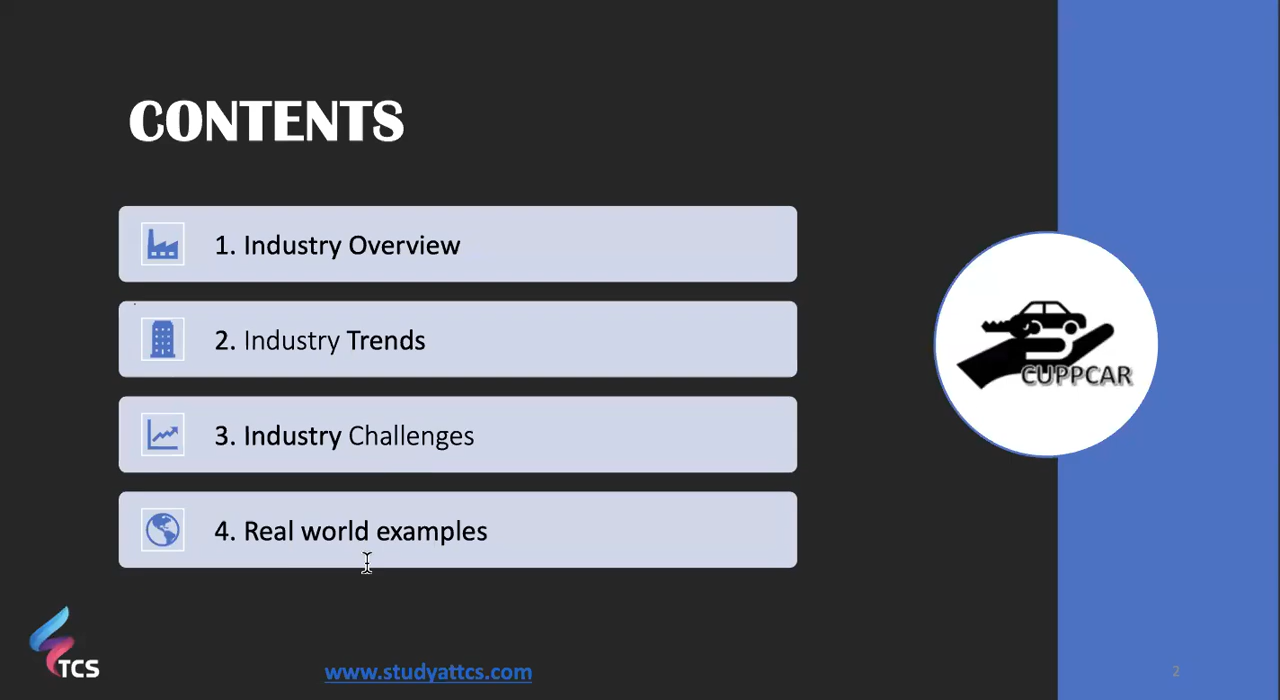 CONTENTS
1. Industry Overview
2. Industry Trends
3. Industry Challenges
4. Real world examples
CUPPCAR
TCS
www.studyattcs.com
2